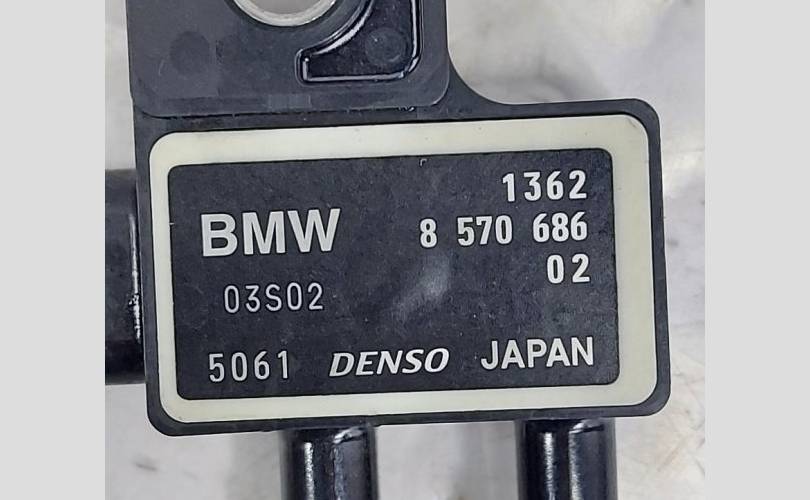 1362
BMW 8 570 686
02
03S02
5061 DENSO JAPAN